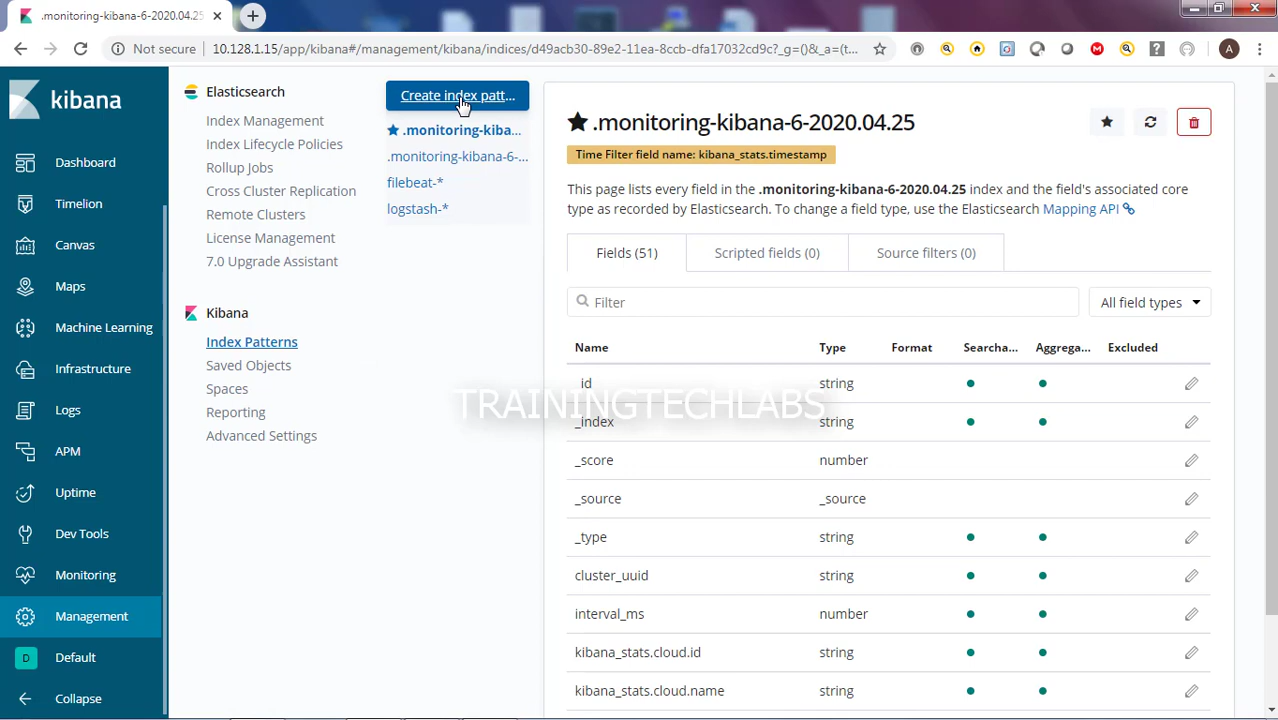 .monitoring-kibana-6-2020.04.25
Not secure
10.128.1.15/app/kibana#/management/kibana/indices/d49acb30-89e2-11ea-8ccb-dfa17032cd9c?_g=()&_a=(t...
A
kibana
Dashboard
Timelion
Canvas
Maps
Machine Learning
Infrastructure
Logs
APM
Uptime
Dev Tools
Monitoring
Management
D Default
Collapse
Elasticsearch
Index Management
Index Lifecycle Policies
Rollup Jobs
Cross Cluster Replication
Remote Clusters
License Management
7.0 Upgrade Assistant
Kibana
Index Patterns
Saved Objects
Spaces
Reporting
Advanced Settings
Create index patt...
.monitoring-kiba...
.monitoring-kibana-6-...
filebeat-*
logstash-*
.monitoring-kibana-6-2020.04.25
Time Filter field name: kibana_stats.timestamp
This page lists every field in the .monitoring-kibana-6-2020.04.25 index and the field's associated core
type as recorded by Elasticsearch. To change a field type, use the Elasticsearch Mapping API
Fields (51) Scripted fields (0) Source filters (0)
Filter All field types
Name Type Format Searcha... Aggrega... Excluded
_id string
_index string
_score number
_source _source
_type string
cluster_uuid string
interval_ms number
kibana_stats.cloud.id string
kibana_stats.cloud.name string
TRAININGTECHLABS